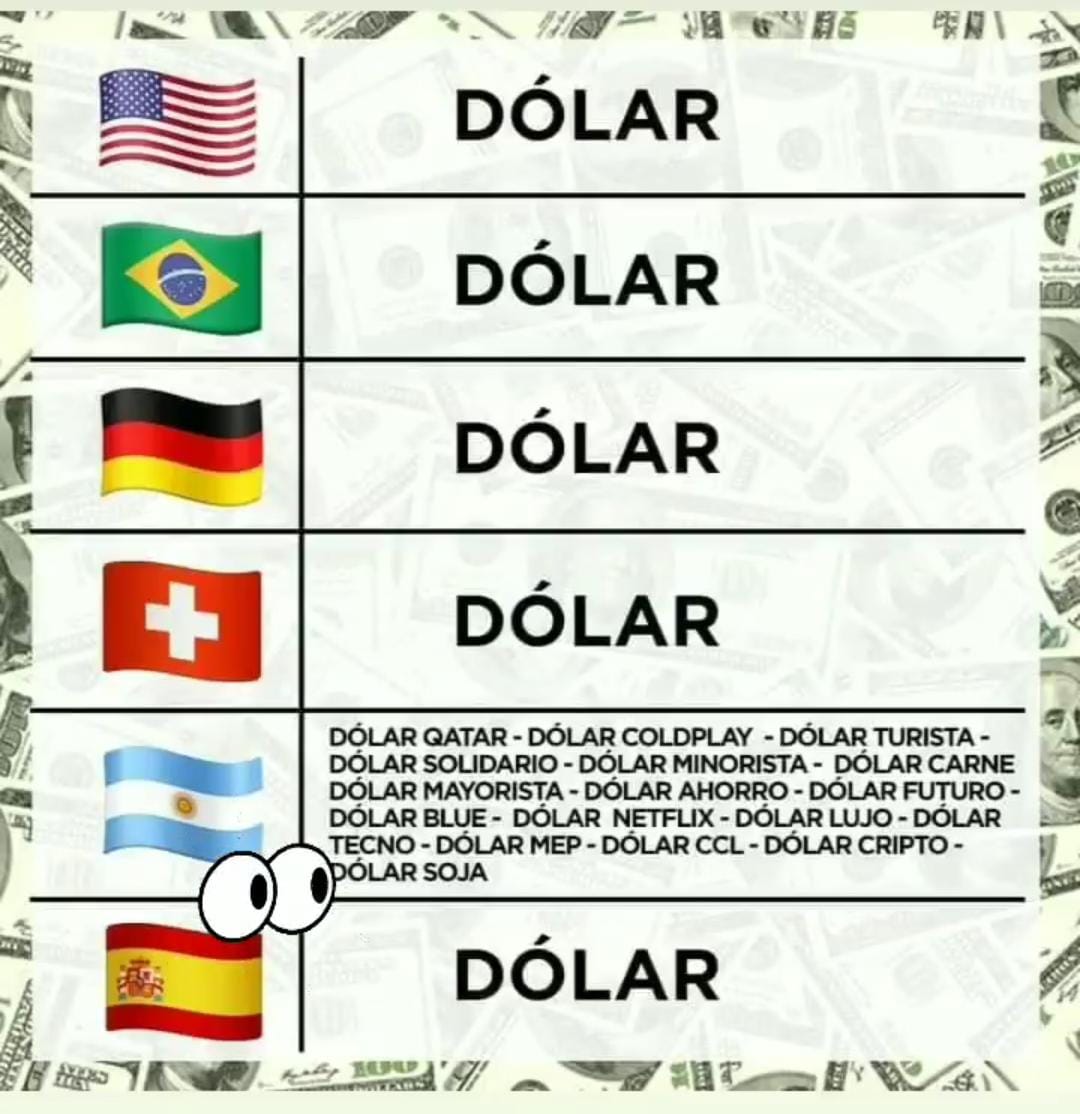 DÓLAR
DÓLAR
DÓLAR
DÓLAR
DÓLAR QATAR - DÓLAR COLDPLAY - DÓLAR TURISTA -
DÓLAR SOLIDARIO - DÓLAR MINORISTA - DÓLAR CARNE
DÓLAR MAYORISTA - DÓLAR AHORRO - DÓLAR FUTURO -
DÓLAR BLUE - DÓLAR NETFLIX - DÓLAR LUJO - DÓLAR
TECNO - DÓLAR MEP - DÓLAR CCL - DÓLAR CRIPTO -
DÓLAR SOJA
DÓLAR